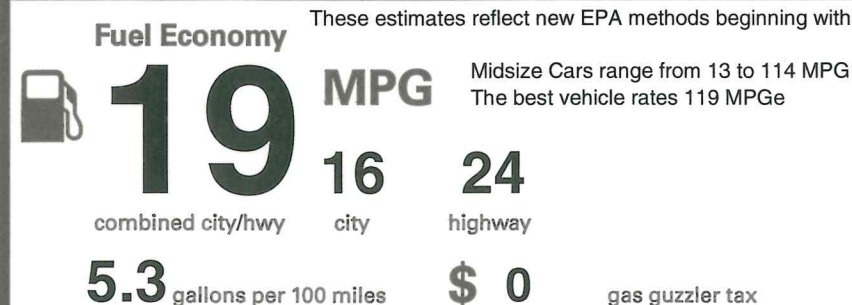 These estimates reflect new EPA methods beginning with
Fuel Economy
19 MPG
Midsize Cars range from 13 to 114 MPG
The best vehicle rates 119 MPGe
16 24
combined city/hwy city highway
5.3 gallons per 100 miles $ 0 gas guzzler tax